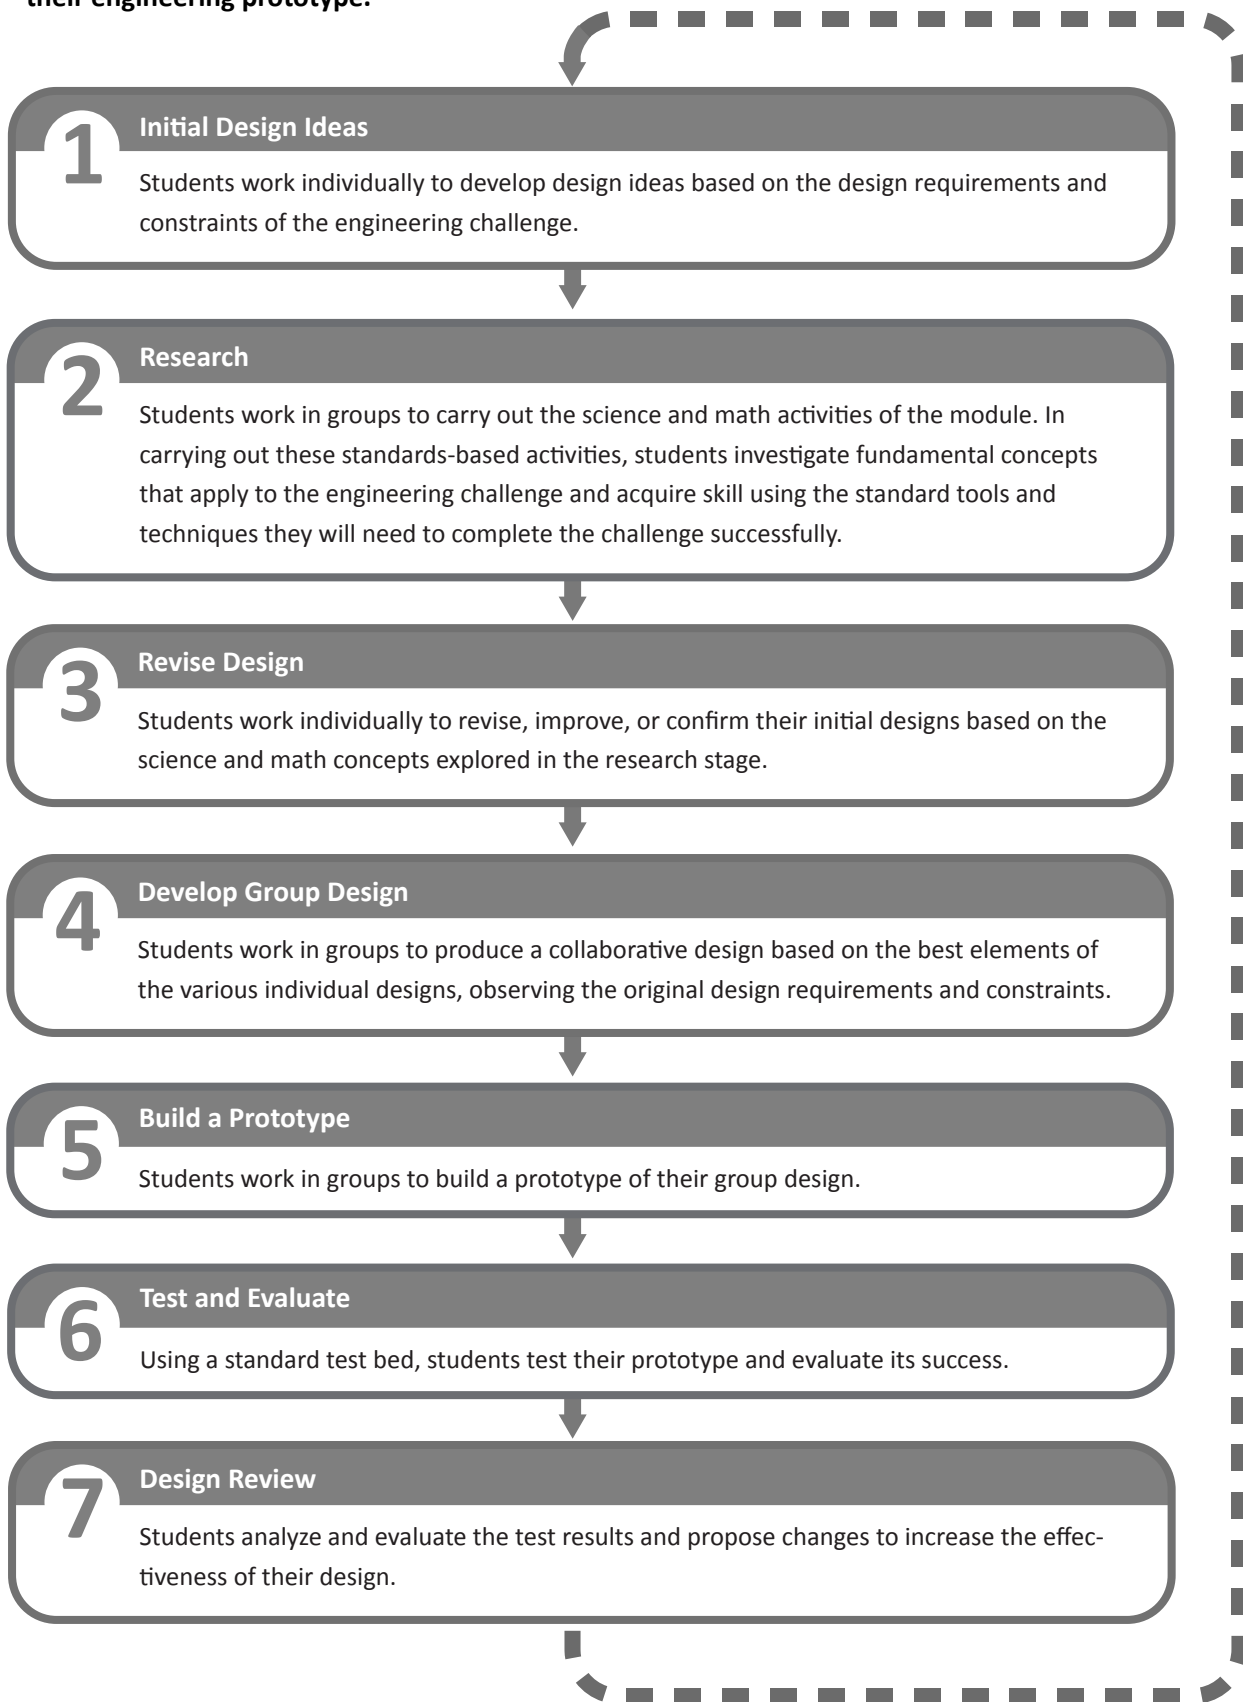 their engineering prototype.
1
Initial Design Ideas
Students work individually to develop design ideas based on the design requirements and
constraints of the engineering challenge.
2
Research
Students work in groups to carry out the science and math activities of the module. In
carrying out these standards-based activities, students investigate fundamental concepts
that apply to the engineering challenge and acquire skill using the standard tools and
techniques they will need to complete the challenge successfully.
3
Revise Design
Students work individually to revise, improve, or confirm their initial designs based on the
science and math concepts explored in the research stage.
4
Develop Group Design
Students work in groups to produce a collaborative design based on the best elements of
the various individual designs, observing the original design requirements and constraints.
5
Build a Prototype
Students work in groups to build a prototype of their group design.
6
Test and Evaluate
Using a standard test bed, students test their prototype and evaluate its success.
7
Design Review
Students analyze and evaluate the test results and propose changes to increase the effec-
tiveness of their design.